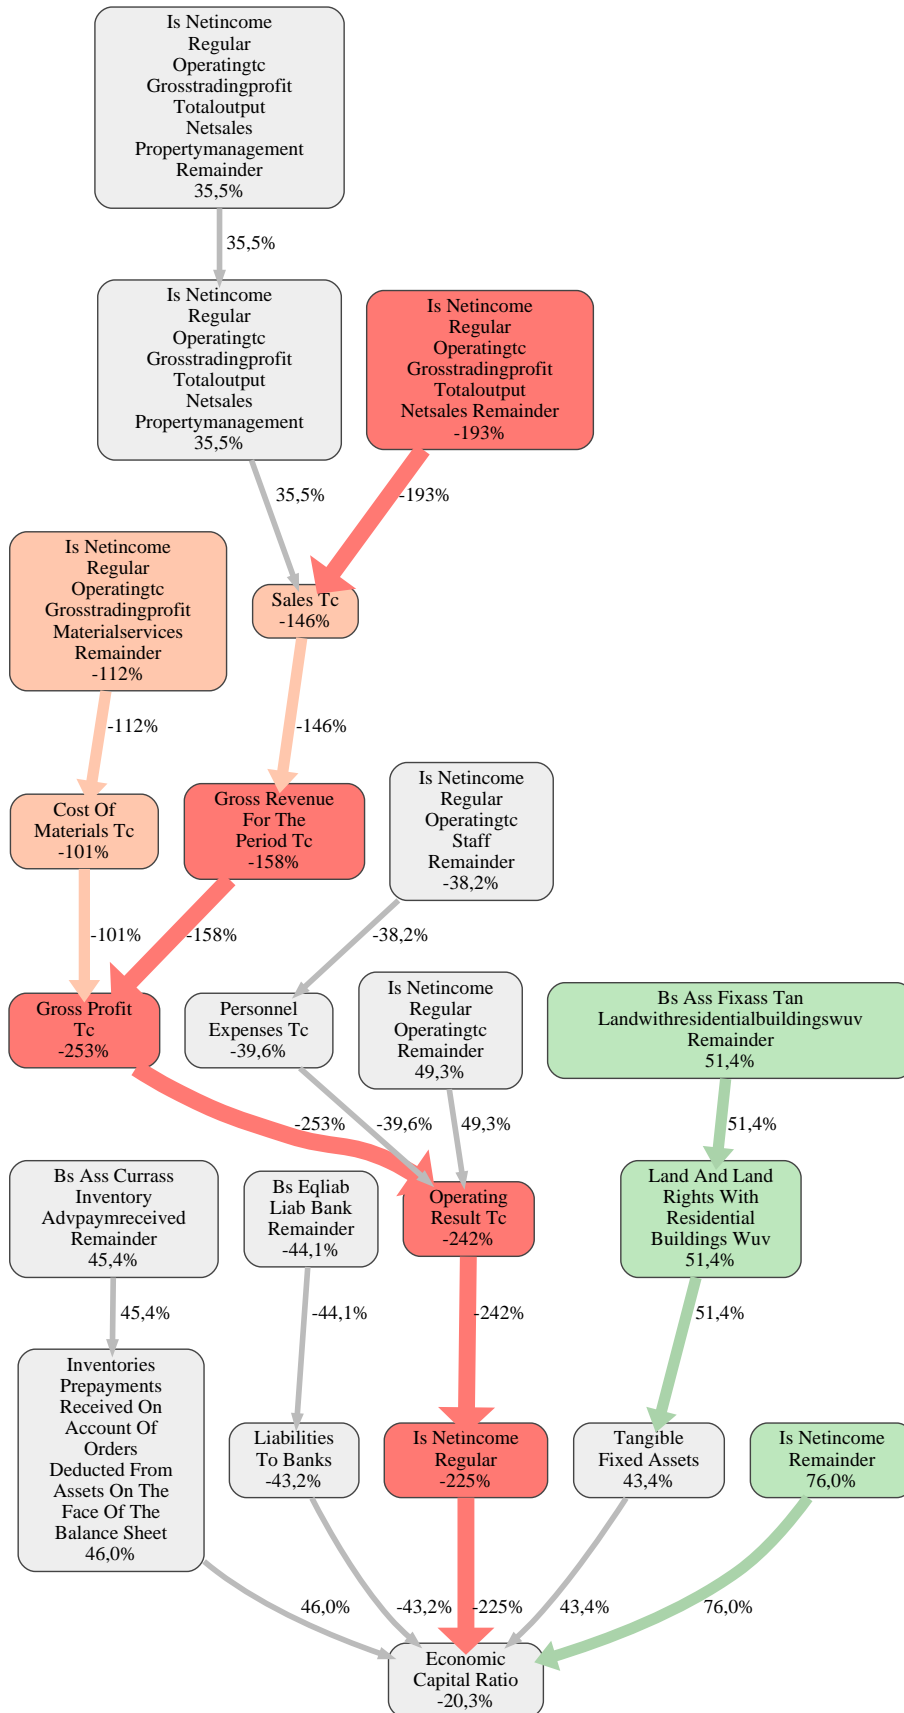 Is Netincome
Regular
Operatingtc
Grosstradingprofit
Totaloutput
Netsales
Propertymanagement
Remainder
35,5%
35,5%
Is Netincome
Regular
Operatingtc
Grosstradingprofit
Totaloutput
Netsales
Propertymanagement
35,5%
Is Netincome
Regular
Operatingtc
Grosstradingprofit
Totaloutput
Netsales Remainder
-193%
35,5%
-193%
Is Netincome
Regular
Operatingtc
Grosstradingprofit
Materialservices
Remainder
-112%
Sales Tc
-146%
-112%
-146%
Cost Of
Materials Tc
-101%
Gross Revenue
For The
Period Tc
-158%
Is Netincome
Regular
Operatingtc
Staff
Remainder
-38,2%
-101%
-158%
-38,2%
Gross Profit
Tc
-253%
Personnel
Expenses Tc
-39,6%
Is Netincome
Regular
Operatingtc
Remainder
49,3%
Bs Ass Fixass Tan
Landwithresidentialbuildingswuv
Remainder
51,4%
-253%
-39,6%
49,3%
51,4%
Bs Ass Currass
Inventory
Advpaymreceived
Remainder
45,4%
Bs Eqliab
Liab Bank
Remainder
-44,1%
Operating
Result Tc
-242%
Land And Land
Rights With
Residential
Buildings Wuv
51,4%
45,4%
-44,1%
-242%
51,4%
Inventories
Prepayments
Received On
Account Of
Orders
Deducted From
Assets On The
Face Of The
Balance Sheet
46,0%
Liabilities
To Banks
-43,2%
Is Netincome
Regular
-225%
Tangible
Fixed Assets
43,4%
Is Netincome
Remainder
76,0%
46,0%
-43,2%
-225%
43,4%
76,0%
Economic
Capital Ratio
-20,3%